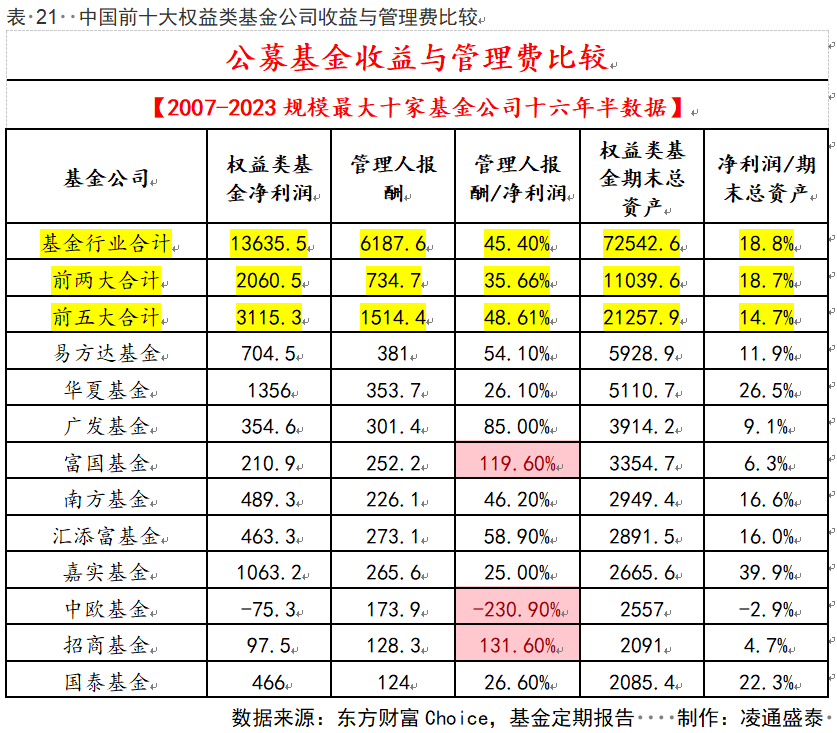 表·21··中国前十大权益类基金公司收益与管理费比较
公募基金收益与管理费比较
【2007-2023规模最大十家基金公司十六年半数据】
基金公司 权益类基金净利润 管理人报酬 管理人报酬/净利润 权益类基金期末总资产 净利润/期末总资产
基金行业合计 13635.5 6187.6 45.40% 72542.6 18.8%
前两大合计 2060.5 734.7 35.66% 11039.6 18.7%
前五大合计 3115.3 1514.4 48.61% 21257.9 14.7%
易方达基金 704.5 381 54.10% 5928.9 11.9%
华夏基金 1356 353.7 26.10% 5110.7 26.5%
广发基金 354.6 301.4 85.00% 3914.2 9.1%
富国基金 210.9 252.2 119.60% 3354.7 6.3%
南方基金 489.3 226.1 46.20% 2949.4 16.6%
汇添富基金 463.3 273.1 58.90% 2891.5 16.0%
嘉实基金 1063.2 265.6 25.00% 2665.6 39.9%
中欧基金 -75.3 173.9 -230.90% 2557 -2.9%
招商基金 97.5 128.3 131.60% 2091 4.7%
国泰基金 466 124 26.60% 2085.4 22.3%
数据来源：东方财富Choice，基金定期报告····制作：凌通盛泰·